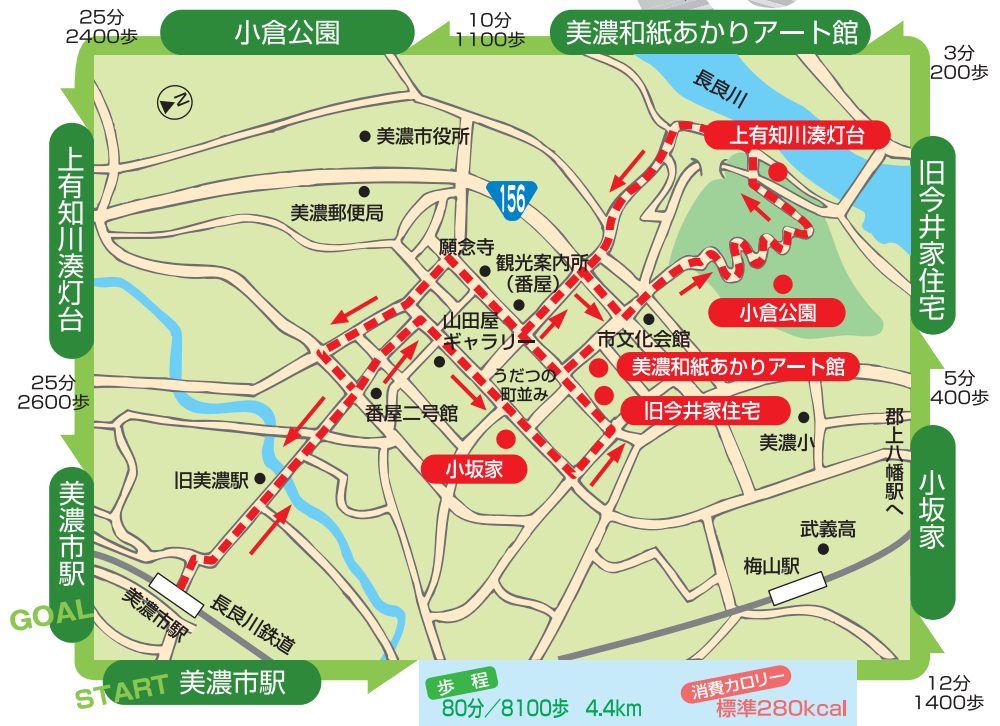 25分
2400歩
小倉公園
10分
1100歩
美濃和紙あかりアート館
3分
200歩
N
長良川
上有知川湊灯台
美濃市役所
上有知川湊灯台
旧今井家住宅
156
美濃郵便局
願念寺
観光案内所
(番屋)
小倉公園
山田屋
ギャラリー
市文化会館
美濃和紙あかりアート館
うだつの
町並み
25分
2600歩
5分
400歩
番屋二号館
旧今井家住宅
美濃小
郡上八幡駅へ
小坂家
旧美濃駅
美濃市駅
小坂家
武義高
梅山駅
GOAL
美濃市駅
長良川鉄道
START 美濃市駅
歩程
80分/8100歩 4.4km
消費カロリー
標準280kcal
12分
1400歩